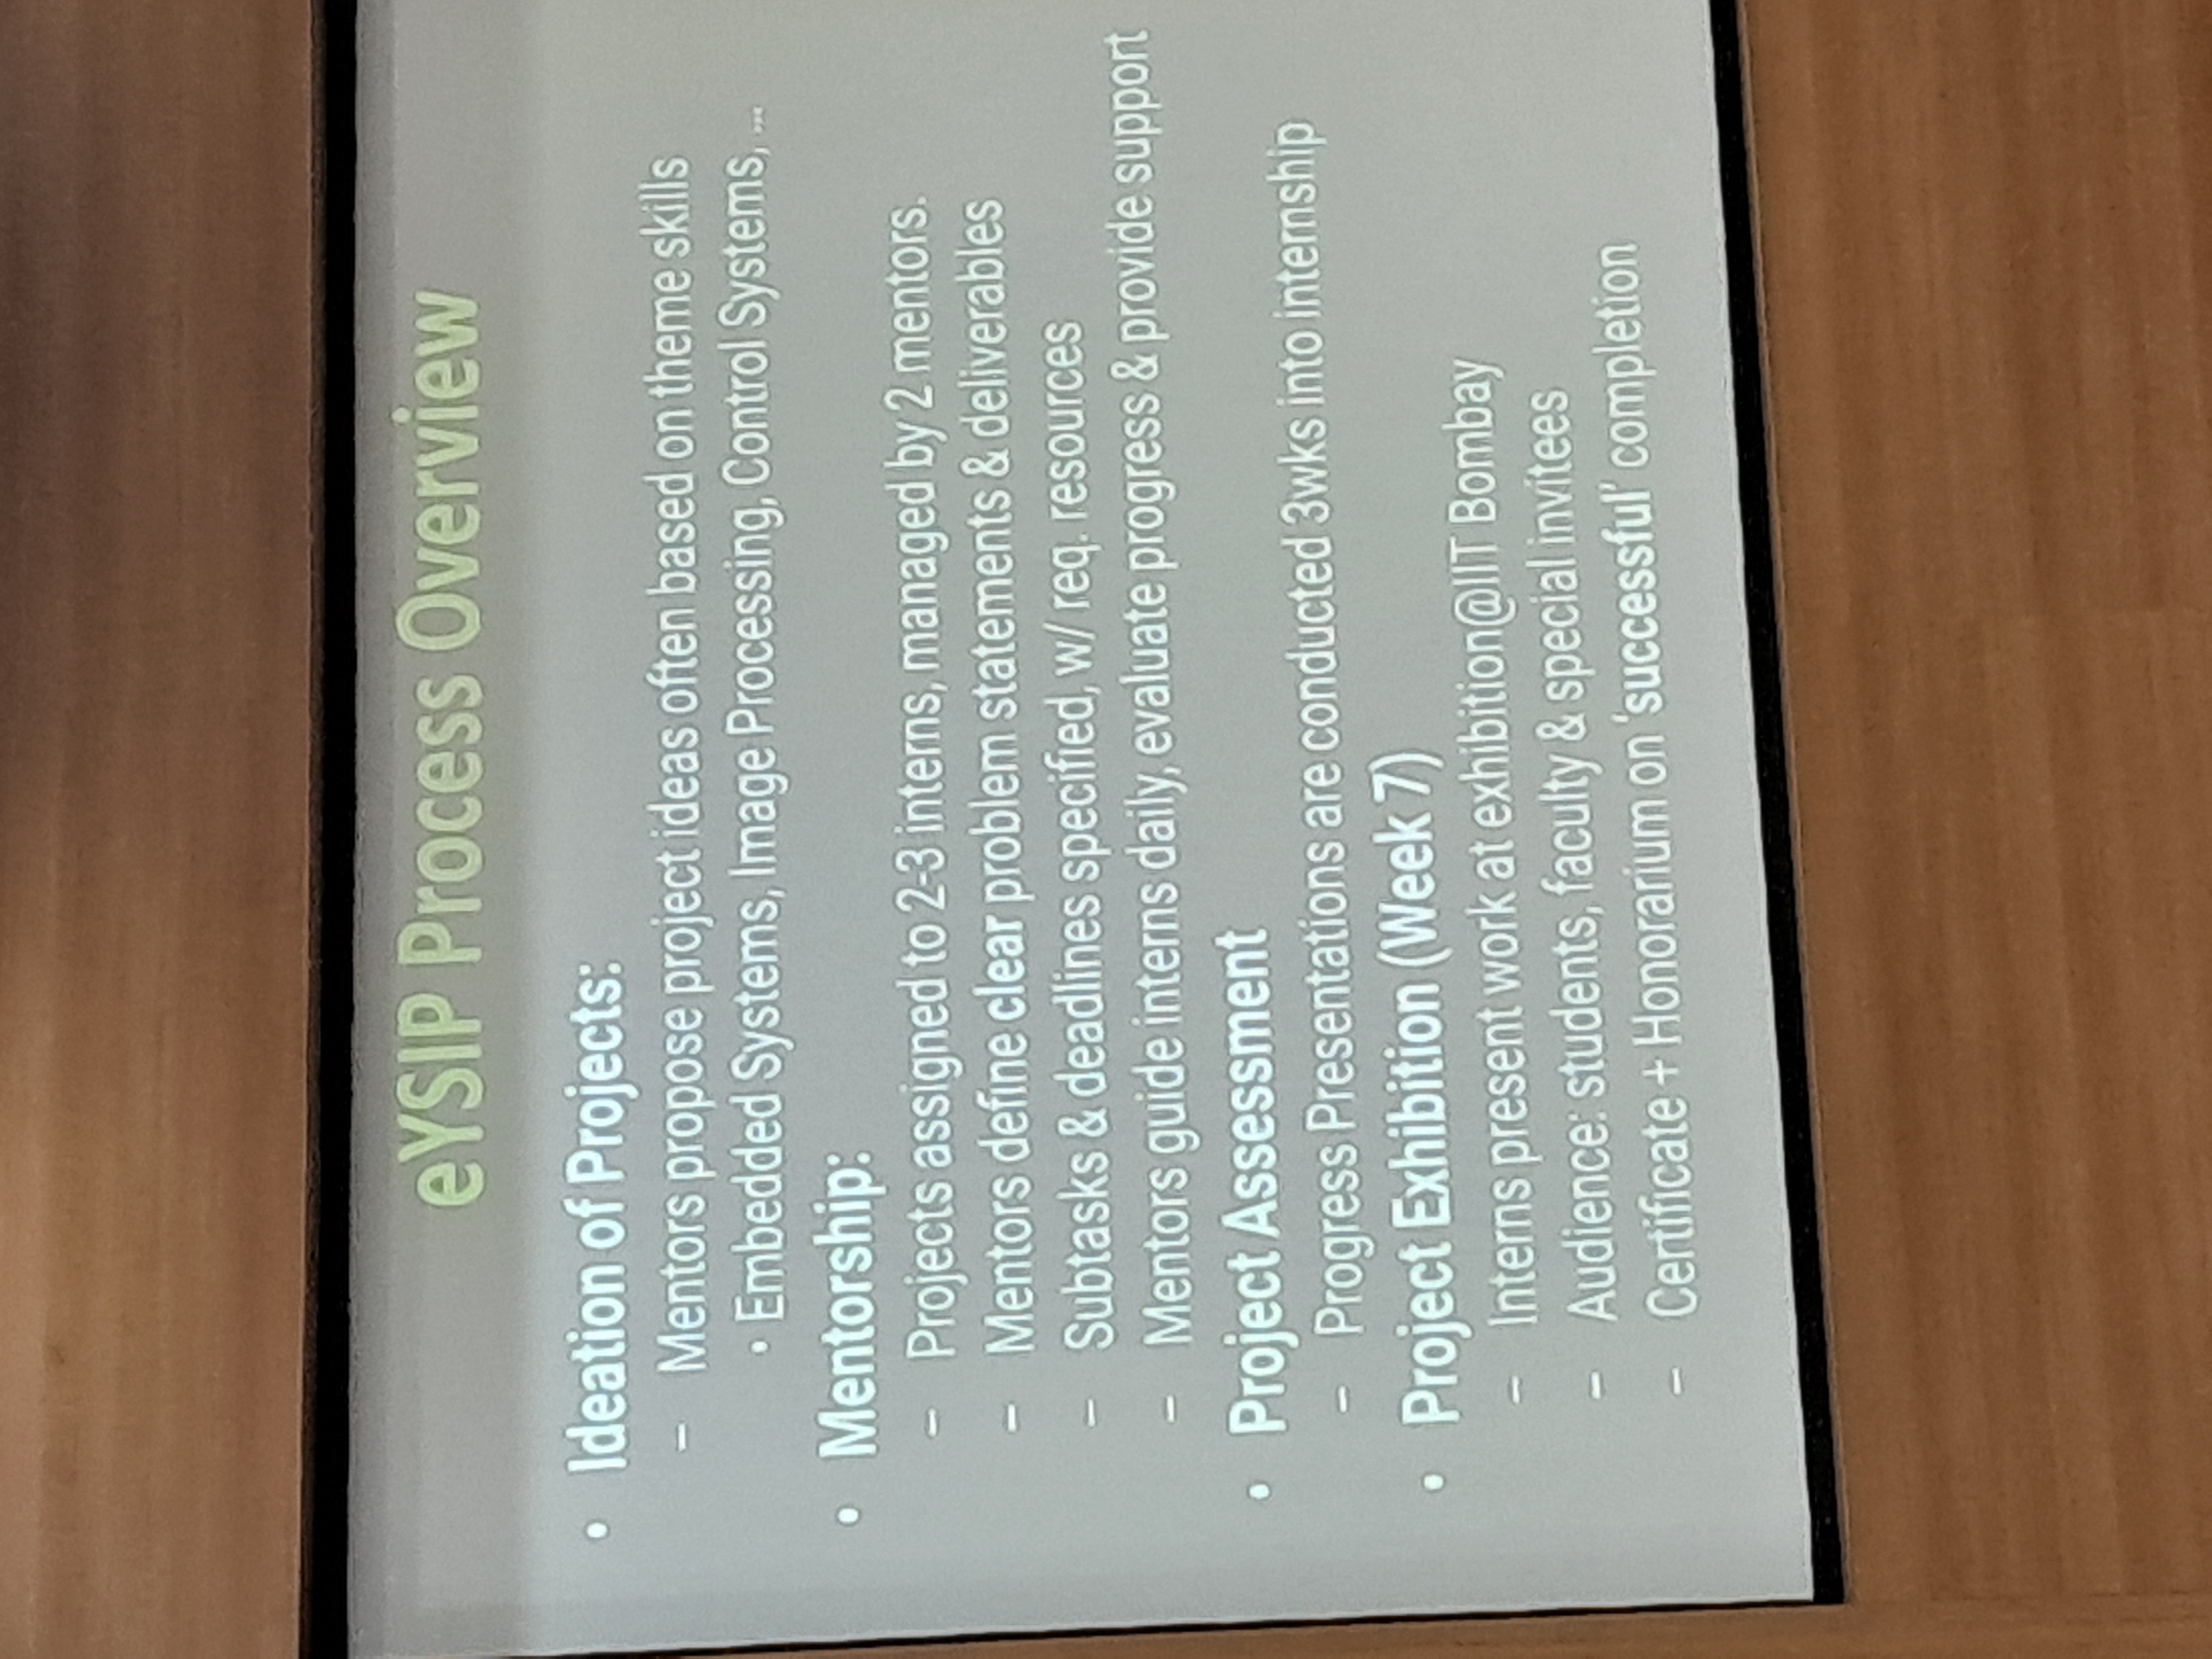 eYSIP Process Overview
• Ideation of Projects:
– Mentors propose project ideas often based on theme skills
• Embedded Systems, Image Processing, Control Systems, ...
• Mentorship:
– Projects assigned to 2-3 interns, managed by 2 mentors.
– Mentors define clear problem statements & deliverables
– Subtasks & deadlines specified, w/ req. resources
– Mentors guide interns daily, evaluate progress & provide support
• Project Assessment
– Progress Presentations are conducted 3wks into internship
• Project Exhibition (Week 7)
– Interns present work at exhibition@IIT Bombay
– Audience: students, faculty & special invitees
– Certificate + Honorarium on 'successful' completion